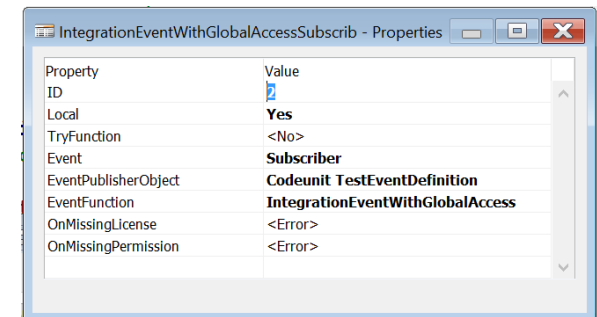 IntegrationEventWithGlobalAccessSubscrib - Properties
Property Value
ID 2
Local Yes
TryFunction <No>
Event Subscriber
EventPublisherObject Codeunit TestEventDefinition
EventFunction IntegrationEventWithGlobalAccess
OnMissingLicense <Error>
OnMissingPermission <Error>